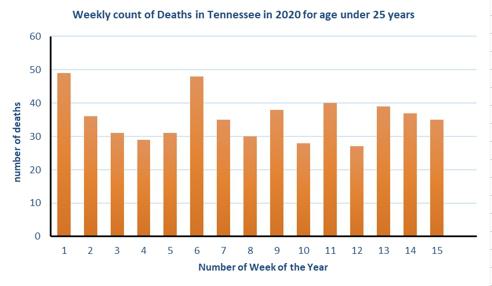 Weekly count of Deaths in Tennessee in 2020 for age under 25 years
number of deaths
60
50
40
30
20
10
0
1 2 3 4 5 6 7 8 9 10 11 12 13 14 15
Number of Week of the Year